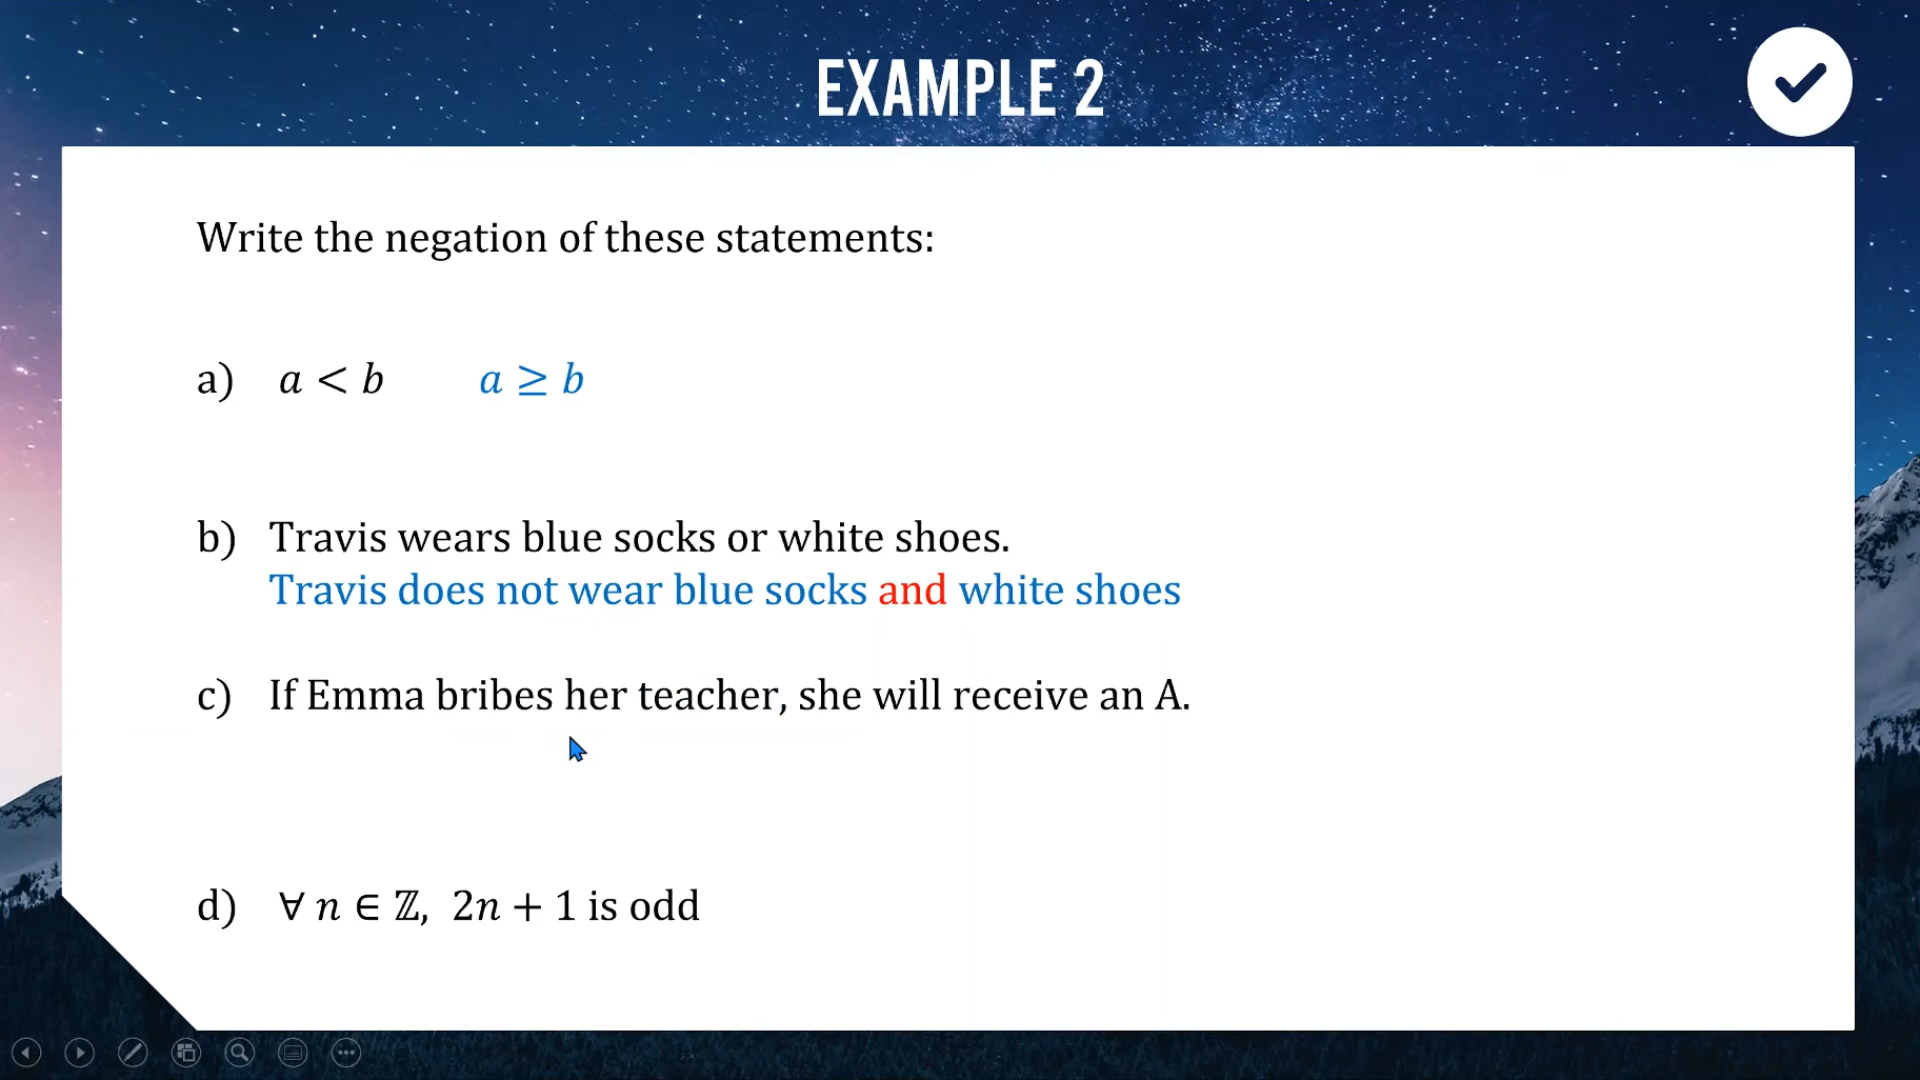 EXAMPLE 2
Write the negation of these statements:
a) a < b a ≥ b
b) Travis wears blue socks or white shoes.
Travis does not wear blue socks and white shoes
c) If Emma bribes her teacher, she will receive an A.
d) ∀ n ∈ ℤ, 2n + 1 is odd